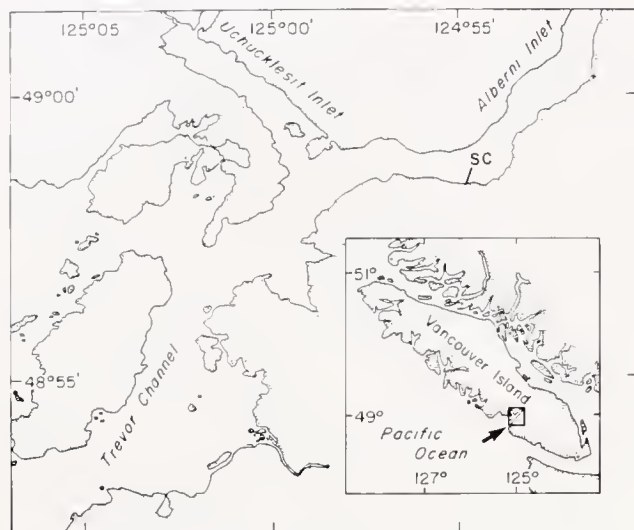 125°05'
125°00'
124°55'
Uchucklesit Inlet
Alberni Inlet
49°00'
SC
51°
Vancouver Island
48°55'
Trevor Channel
49°
Pacific
Ocean
127°
125°